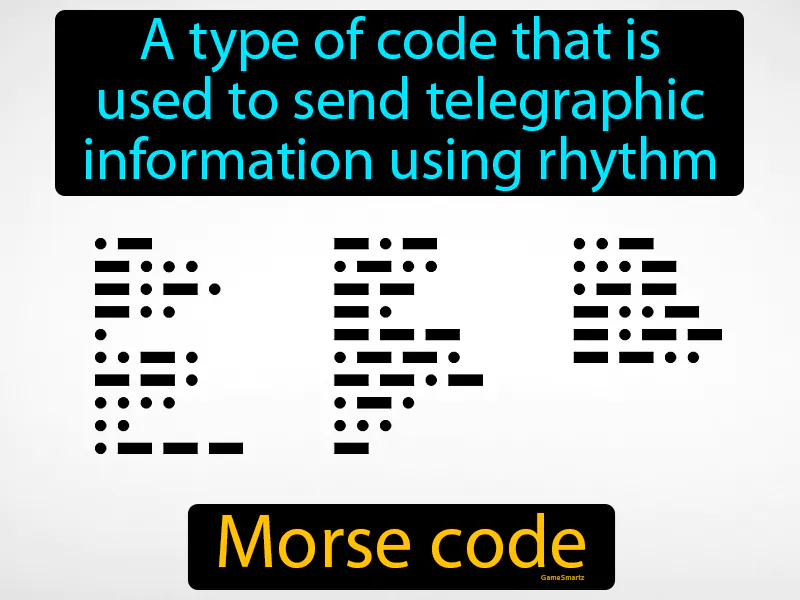 A type of code that is
used to send telegraphic
information using rhythm
• –
– • • •
– • – •
– • •
•
• • – •
– – •
• • • •
• •
• – – –
– • –
• – • •
– –
– •
– – –
• – – •
– – • –
• – •
• • •
–
• • –
• • • –
• – –
– • • –
– • – –
– – • •
Morse code
GameSmartz